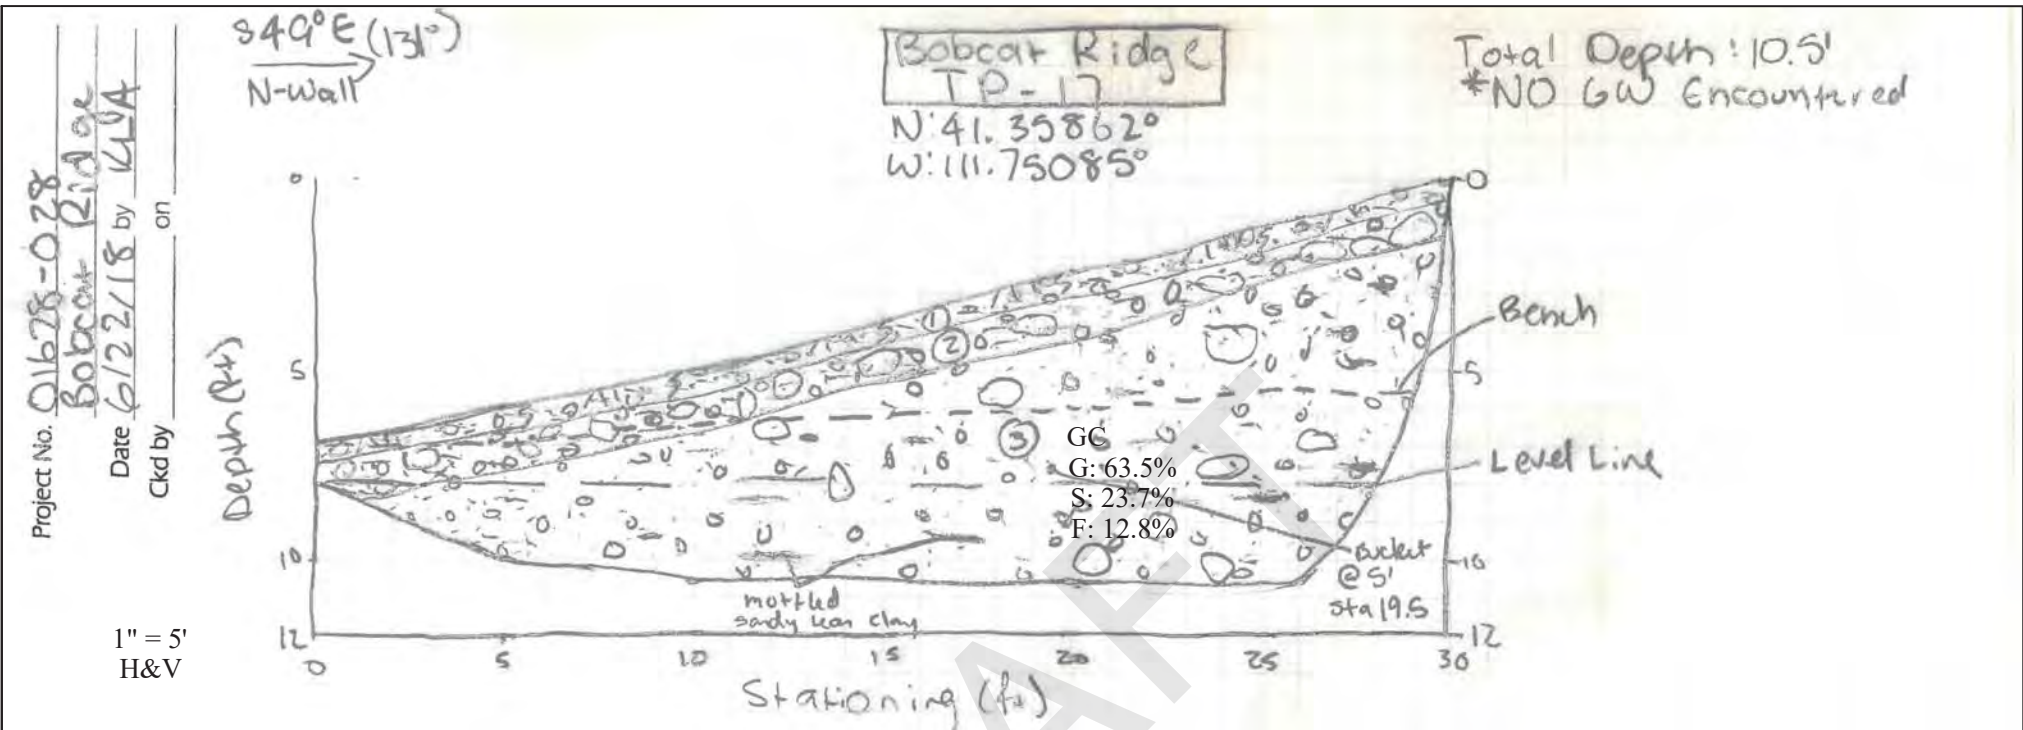 Project No. 01628-028
Bobcat Ridge
Date 6/22/18 by KLVA
Ckd by on
S49°E (131°)
N-Wall
Bobcat Ridge
TP-17
N:41.35862°
W:111.75085°
Total Depth: 10.5'
*NO GW Encountered
Depth (ft)
0
5
10
12
0
5
10
12
1
2
3
Bench
Level Line
GC
G: 63.5%
S: 23.7%
F: 12.8%
Bucket
@ 5'
Sta 19.5
mottled
sandy lean clay
1" = 5'
H&V
0 5 10 15 20 25 30
Stationing (ft)
AFT